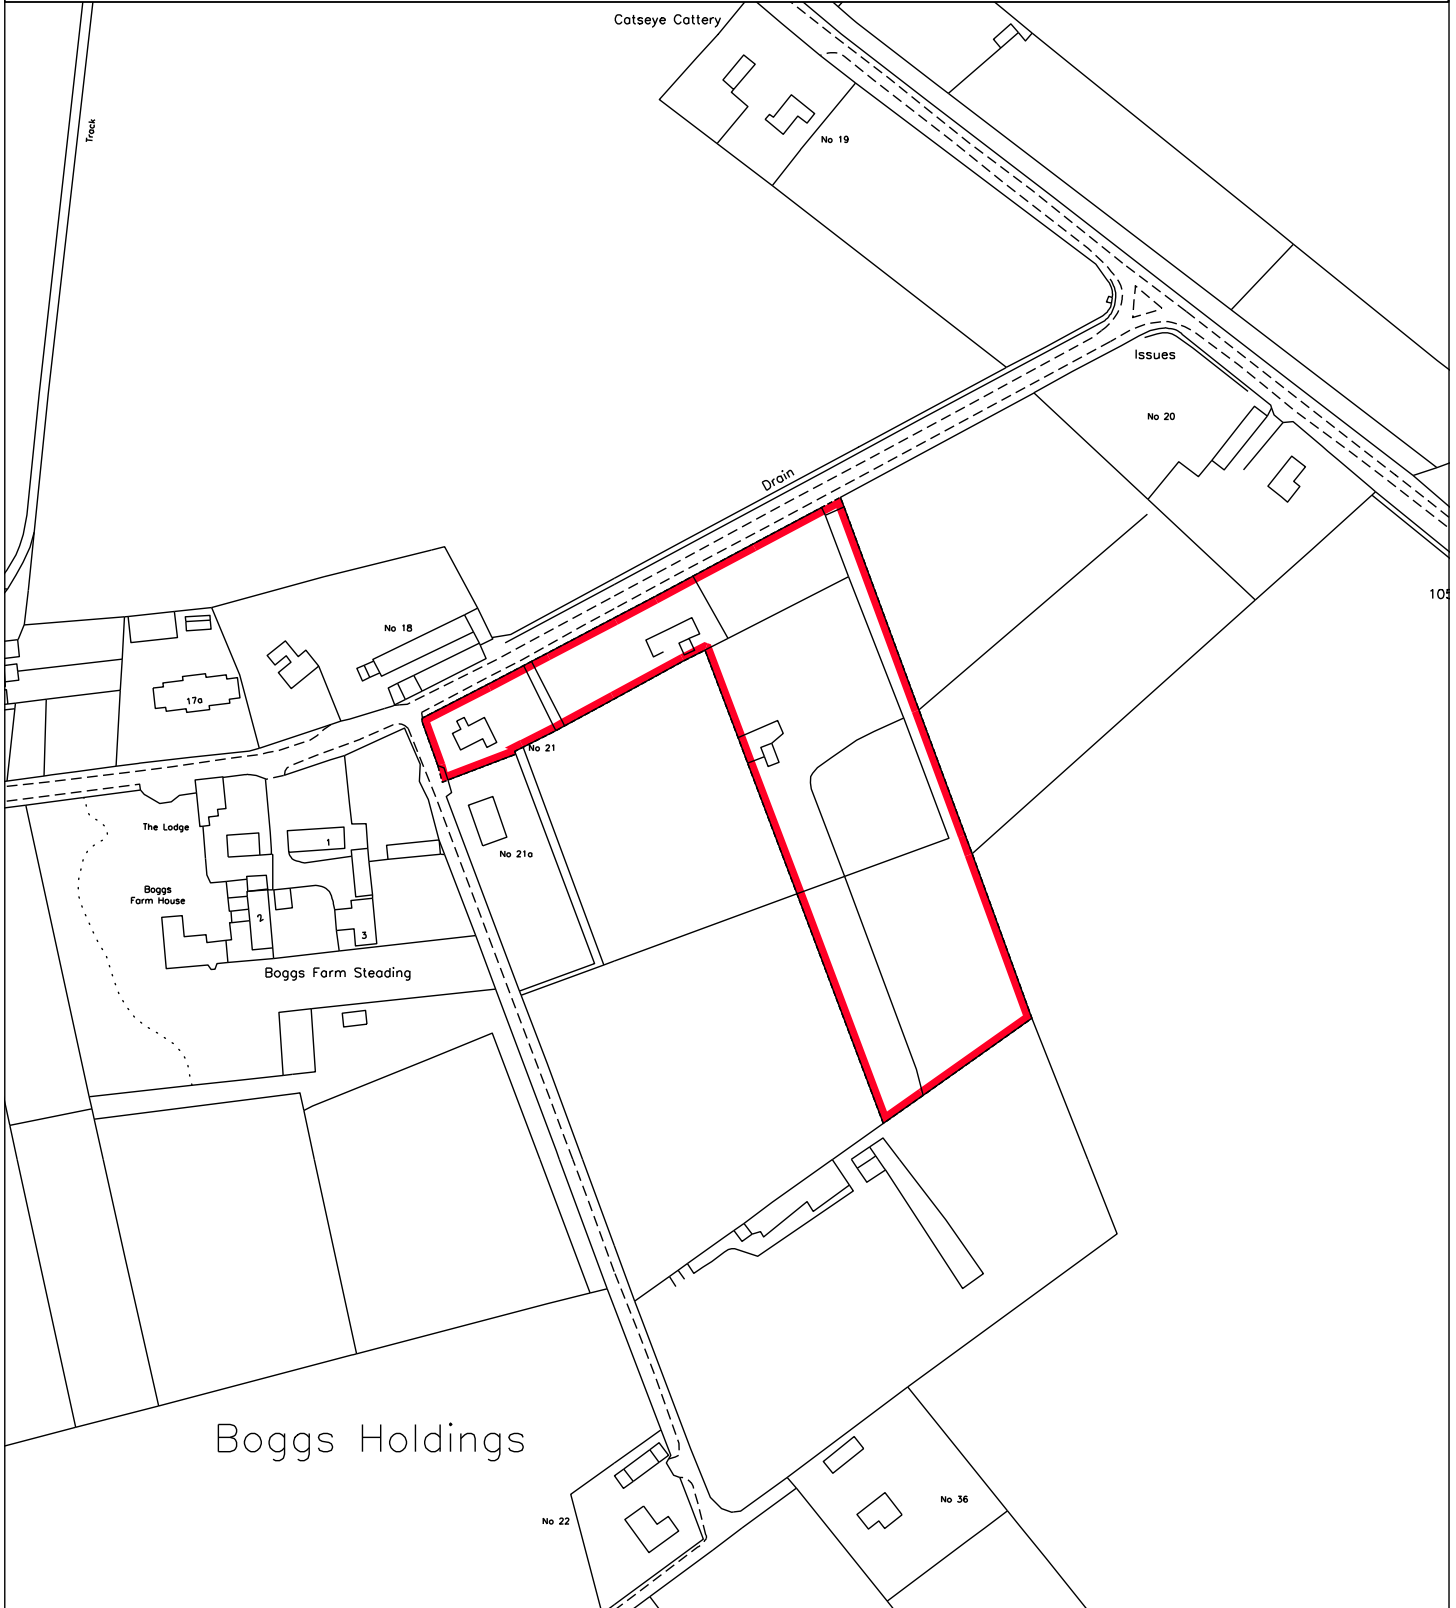 Catseye Cattery
Track
No 19
Issues
No 20
Drain
105
No 18
17a
No 21
The Lodge
1
No 21a
Boggs
Farm House
2
3
Boggs Farm Steading
Boggs Holdings
No 36
No 22